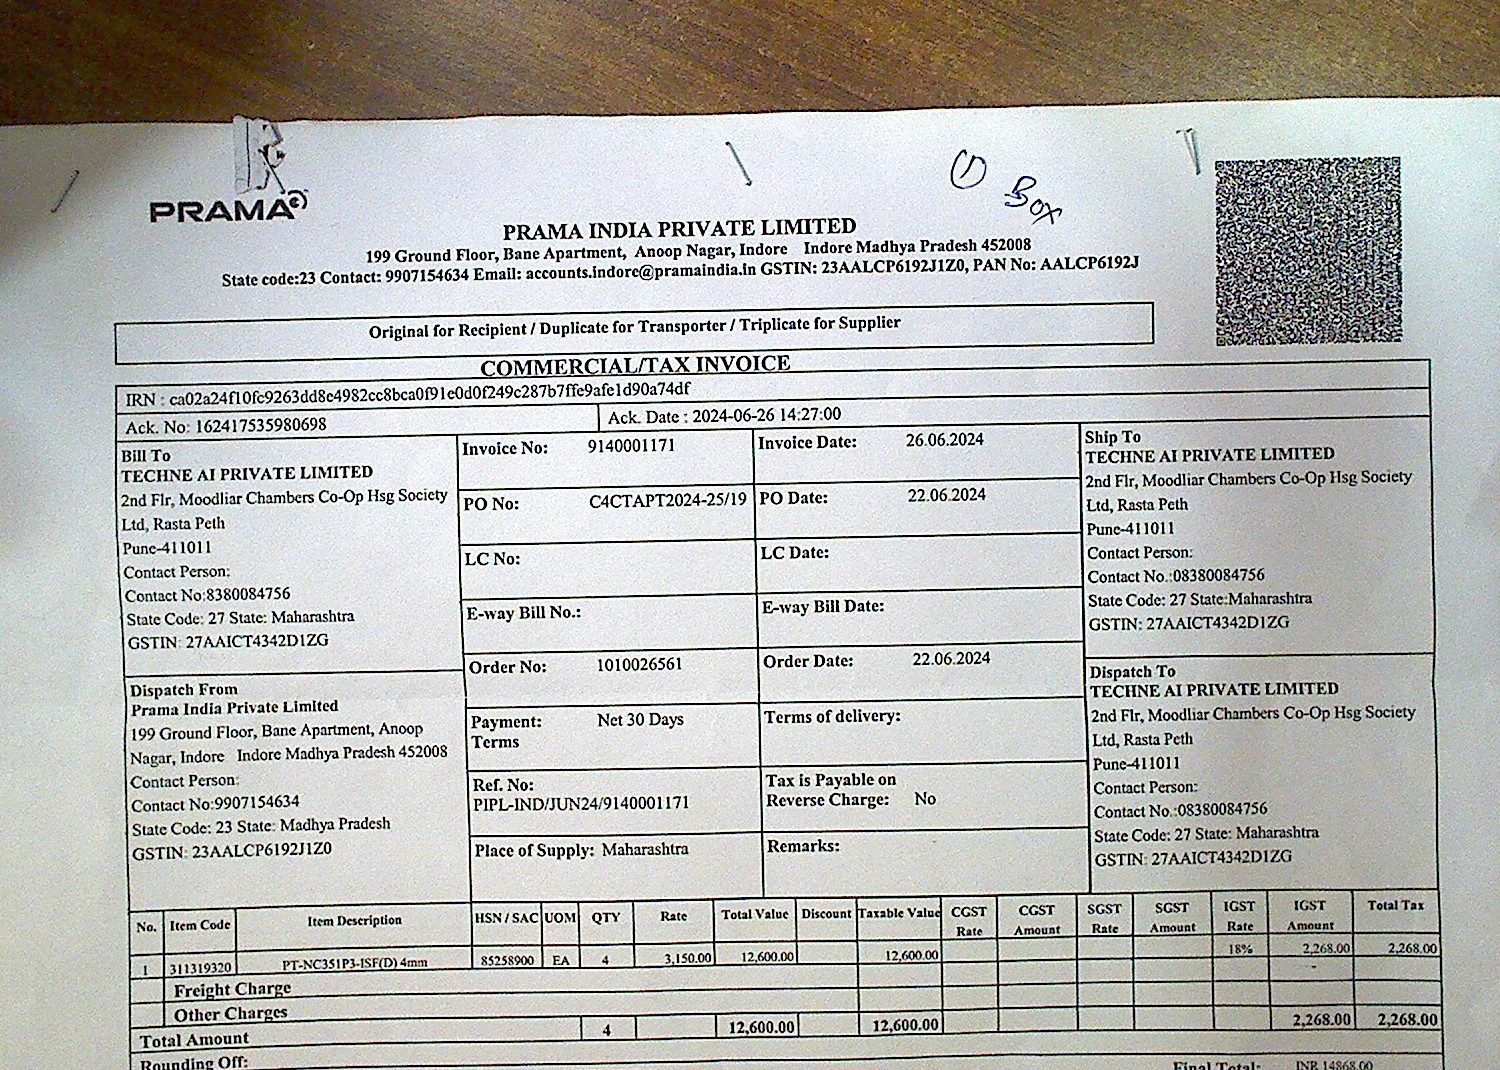 PRAMA
① Box
PRAMA INDIA PRIVATE LIMITED
199 Ground Floor, Bane Apartment, Anoop Nagar, Indore Indore Madhya Pradesh 452008
State code:23 Contact: 9907154634 Email: accounts.indore@pramaindia.in GSTIN: 23AALCP6192J1Z0, PAN No: AALCP6192J
Original for Recipient / Duplicate for Transporter / Triplicate for Supplier
COMMERCIAL/TAX INVOICE
IRN : ca02a24f10fc9263dd8e4982cc8bca0f91e0d0f249c287b7ffe9afe1d90a74df
Ack. No: 162417535980698 Ack. Date : 2024-06-26 14:27:00
Bill To
TECHNE AI PRIVATE LIMITED
2nd Flr, Moodliar Chambers Co-Op Hsg Society
Ltd, Rasta Peth
Pune-411011
Contact Person:
Contact No:8380084756
State Code: 27 State: Maharashtra
GSTIN: 27AAICT4342D1ZG
Dispatch From
Prama India Private Limited
199 Ground Floor, Bane Apartment, Anoop
Nagar, Indore Indore Madhya Pradesh 452008
Contact Person:
Contact No:9907154634
State Code: 23 State: Madhya Pradesh
GSTIN: 23AALCP6192J1Z0
Invoice No: 9140001171 Invoice Date: 26.06.2024
PO No: C4CTAPT2024-25/19 PO Date: 22.06.2024
LC No: LC Date:
E-way Bill No.: E-way Bill Date:
Order No: 1010026561 Order Date: 22.06.2024
Payment: Net 30 Days Terms of delivery:
Terms
Ref. No: Tax is Payable on
PIPL-IND/JUN24/9140001171 Reverse Charge: No
Place of Supply: Maharashtra Remarks:
Ship To
TECHNE AI PRIVATE LIMITED
2nd Flr, Moodliar Chambers Co-Op Hsg Society
Ltd, Rasta Peth
Pune-411011
Contact Person:
Contact No.:08380084756
State Code: 27 State:Maharashtra
GSTIN: 27AAICT4342D1ZG
Dispatch To
TECHNE AI PRIVATE LIMITED
2nd Flr, Moodliar Chambers Co-Op Hsg Society
Ltd, Rasta Peth
Pune-411011
Contact Person:
Contact No.:08380084756
State Code: 27 State: Maharashtra
GSTIN: 27AAICT4342D1ZG
No. Item Code Item Description HSN / SAC UOM QTY Rate Total Value Discount Taxable Value CGST Rate CGST Amount SGST Rate SGST Amount IGST Rate IGST Amount Total Tax
1 311319320 PT-NC351P3-ISF(D) 4mm 85258900 EA 4 3,150.00 12,600.00 12,600.00 18% 2,268.00 2,268.00
Freight Charge -
Other Charges
Total Amount 4 12,600.00 12,600.00 2,268.00 2,268.00
Rounding Off:
Final Total: INR 14868.00